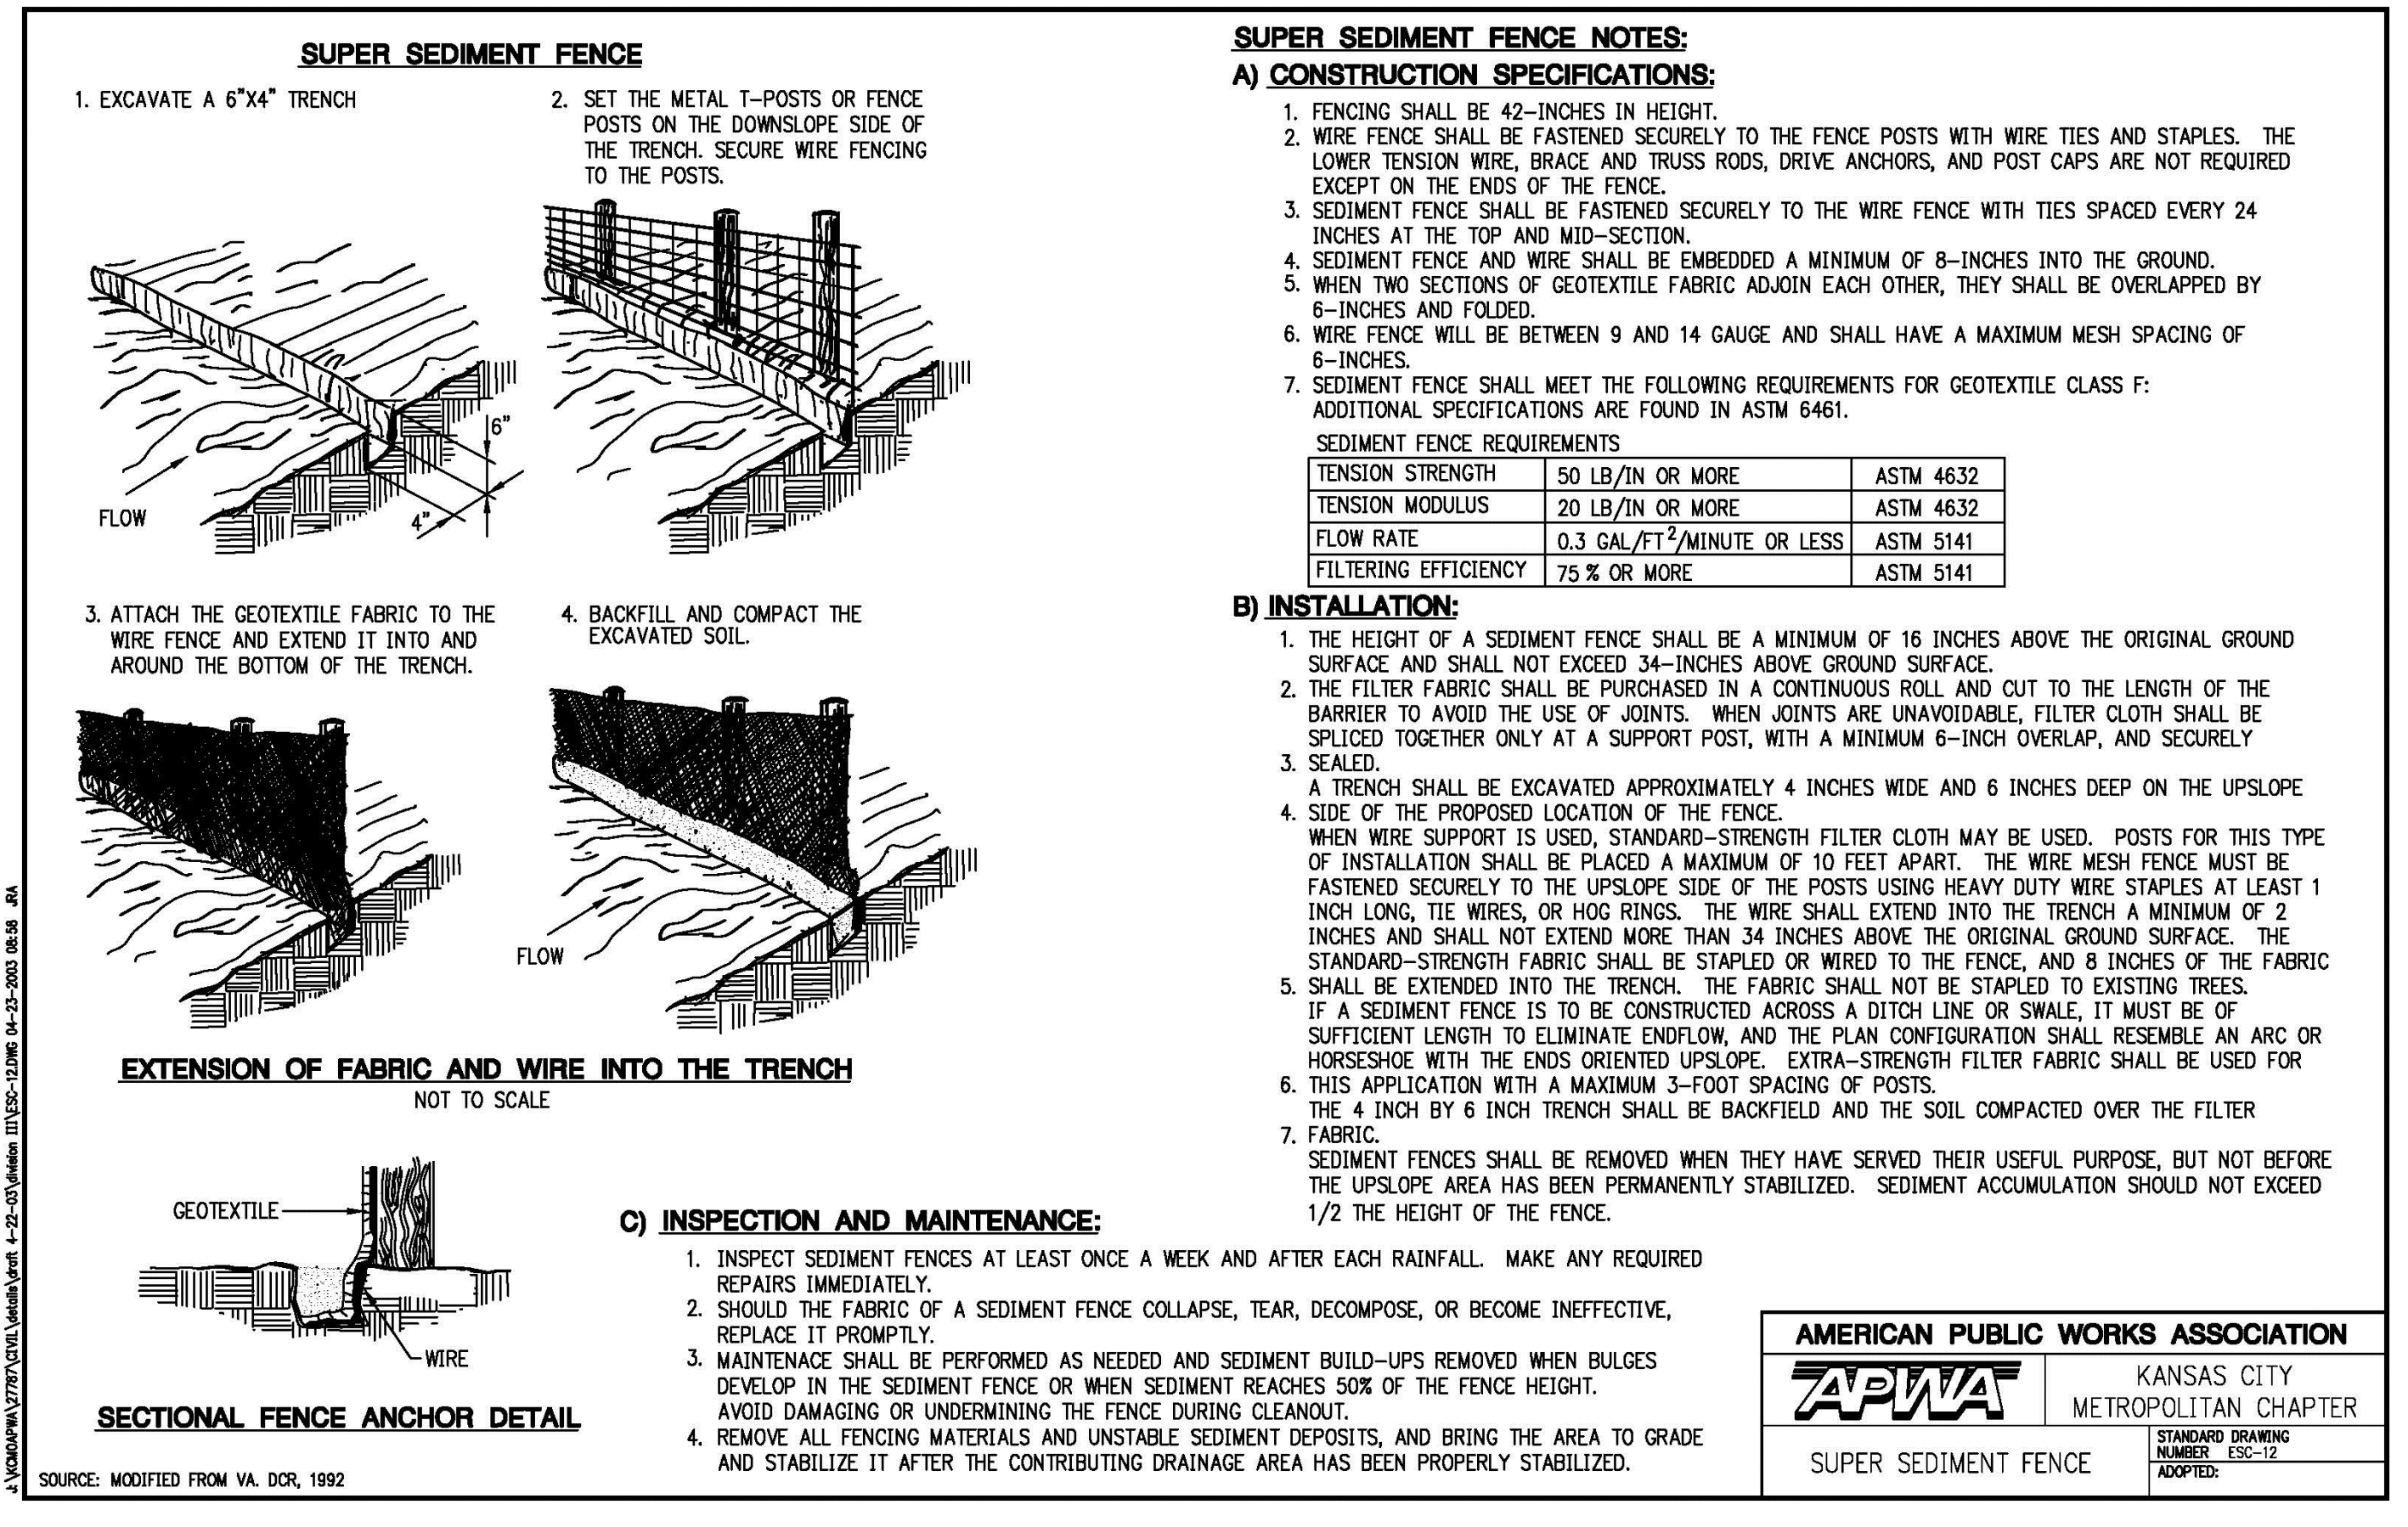 SUPER SEDIMENT FENCE
1. EXCAVATE A 6"X4" TRENCH
2. SET THE METAL T-POSTS OR FENCE
POSTS ON THE DOWNSLOPE SIDE OF
THE TRENCH. SECURE WIRE FENCING
TO THE POSTS.
6"
4"
FLOW
3. ATTACH THE GEOTEXTILE FABRIC TO THE
WIRE FENCE AND EXTEND IT INTO AND
AROUND THE BOTTOM OF THE TRENCH.
4. BACKFILL AND COMPACT THE
EXCAVATED SOIL.
FLOW
EXTENSION OF FABRIC AND WIRE INTO THE TRENCH
NOT TO SCALE
GEOTEXTILE
WIRE
SECTIONAL FENCE ANCHOR DETAIL
SOURCE: MODIFIED FROM VA. DCR, 1992
J:\KCMOAPWA\27787\CIVIL\details\draft 4-22-03\division III\ESC-12.DWG 04-23-2003 08:58 JRA
SUPER SEDIMENT FENCE NOTES:
A) CONSTRUCTION SPECIFICATIONS:
1. FENCING SHALL BE 42-INCHES IN HEIGHT.
2. WIRE FENCE SHALL BE FASTENED SECURELY TO THE FENCE POSTS WITH WIRE TIES AND STAPLES. THE
LOWER TENSION WIRE, BRACE AND TRUSS RODS, DRIVE ANCHORS, AND POST CAPS ARE NOT REQUIRED
EXCEPT ON THE ENDS OF THE FENCE.
3. SEDIMENT FENCE SHALL BE FASTENED SECURELY TO THE WIRE FENCE WITH TIES SPACED EVERY 24
INCHES AT THE TOP AND MID-SECTION.
4. SEDIMENT FENCE AND WIRE SHALL BE EMBEDDED A MINIMUM OF 8-INCHES INTO THE GROUND.
5. WHEN TWO SECTIONS OF GEOTEXTILE FABRIC ADJOIN EACH OTHER, THEY SHALL BE OVERLAPPED BY
6-INCHES AND FOLDED.
6. WIRE FENCE WILL BE BETWEEN 9 AND 14 GAUGE AND SHALL HAVE A MAXIMUM MESH SPACING OF
6-INCHES.
7. SEDIMENT FENCE SHALL MEET THE FOLLOWING REQUIREMENTS FOR GEOTEXTILE CLASS F:
ADDITIONAL SPECIFICATIONS ARE FOUND IN ASTM 6461.
SEDIMENT FENCE REQUIREMENTS
TENSION STRENGTH 50 LB/IN OR MORE ASTM 4632
TENSION MODULUS 20 LB/IN OR MORE ASTM 4632
FLOW RATE 0.3 GAL/FT²/MINUTE OR LESS ASTM 5141
FILTERING EFFICIENCY 75% OR MORE ASTM 5141
B) INSTALLATION:
1. THE HEIGHT OF A SEDIMENT FENCE SHALL BE A MINIMUM OF 16 INCHES ABOVE THE ORIGINAL GROUND
SURFACE AND SHALL NOT EXCEED 34-INCHES ABOVE GROUND SURFACE.
2. THE FILTER FABRIC SHALL BE PURCHASED IN A CONTINUOUS ROLL AND CUT TO THE LENGTH OF THE
BARRIER TO AVOID THE USE OF JOINTS. WHEN JOINTS ARE UNAVOIDABLE, FILTER CLOTH SHALL BE
SPLICED TOGETHER ONLY AT A SUPPORT POST, WITH A MINIMUM 6-INCH OVERLAP, AND SECURELY
3. SEALED.
A TRENCH SHALL BE EXCAVATED APPROXIMATELY 4 INCHES WIDE AND 6 INCHES DEEP ON THE UPSLOPE
4. SIDE OF THE PROPOSED LOCATION OF THE FENCE.
WHEN WIRE SUPPORT IS USED, STANDARD-STRENGTH FILTER CLOTH MAY BE USED. POSTS FOR THIS TYPE
OF INSTALLATION SHALL BE PLACED A MAXIMUM OF 10 FEET APART. THE WIRE MESH FENCE MUST BE
FASTENED SECURELY TO THE UPSLOPE SIDE OF THE POSTS USING HEAVY DUTY WIRE STAPLES AT LEAST 1
INCH LONG, TIE WIRES, OR HOG RINGS. THE WIRE SHALL EXTEND INTO THE TRENCH A MINIMUM OF 2
INCHES AND SHALL NOT EXTEND MORE THAN 34 INCHES ABOVE THE ORIGINAL GROUND SURFACE. THE
STANDARD-STRENGTH FABRIC SHALL BE STAPLED OR WIRED TO THE FENCE, AND 8 INCHES OF THE FABRIC
5. SHALL BE EXTENDED INTO THE TRENCH. THE FABRIC SHALL NOT BE STAPLED TO EXISTING TREES.
IF A SEDIMENT FENCE IS TO BE CONSTRUCTED ACROSS A DITCH LINE OR SWALE, IT MUST BE OF
SUFFICIENT LENGTH TO ELIMINATE ENDFLOW, AND THE PLAN CONFIGURATION SHALL RESEMBLE AN ARC OR
HORSESHOE WITH THE ENDS ORIENTED UPSLOPE. EXTRA-STRENGTH FILTER FABRIC SHALL BE USED FOR
6. THIS APPLICATION WITH A MAXIMUM 3-FOOT SPACING OF POSTS.
THE 4 INCH BY 6 INCH TRENCH SHALL BE BACKFIELD AND THE SOIL COMPACTED OVER THE FILTER
7. FABRIC.
SEDIMENT FENCES SHALL BE REMOVED WHEN THEY HAVE SERVED THEIR USEFUL PURPOSE, BUT NOT BEFORE
THE UPSLOPE AREA HAS BEEN PERMANENTLY STABILIZED. SEDIMENT ACCUMULATION SHOULD NOT EXCEED
1/2 THE HEIGHT OF THE FENCE.
C) INSPECTION AND MAINTENANCE:
1. INSPECT SEDIMENT FENCES AT LEAST ONCE A WEEK AND AFTER EACH RAINFALL. MAKE ANY REQUIRED
REPAIRS IMMEDIATELY.
2. SHOULD THE FABRIC OF A SEDIMENT FENCE COLLAPSE, TEAR, DECOMPOSE, OR BECOME INEFFECTIVE,
REPLACE IT PROMPTLY.
3. MAINTENACE SHALL BE PERFORMED AS NEEDED AND SEDIMENT BUILD-UPS REMOVED WHEN BULGES
DEVELOP IN THE SEDIMENT FENCE OR WHEN SEDIMENT REACHES 50% OF THE FENCE HEIGHT.
AVOID DAMAGING OR UNDERMINING THE FENCE DURING CLEANOUT.
4. REMOVE ALL FENCING MATERIALS AND UNSTABLE SEDIMENT DEPOSITS, AND BRING THE AREA TO GRADE
AND STABILIZE IT AFTER THE CONTRIBUTING DRAINAGE AREA HAS BEEN PROPERLY STABILIZED.
AMERICAN PUBLIC WORKS ASSOCIATION
APWA
KANSAS CITY
METROPOLITAN CHAPTER
SUPER SEDIMENT FENCE
STANDARD DRAWING
NUMBER ESC-12
ADOPTED: